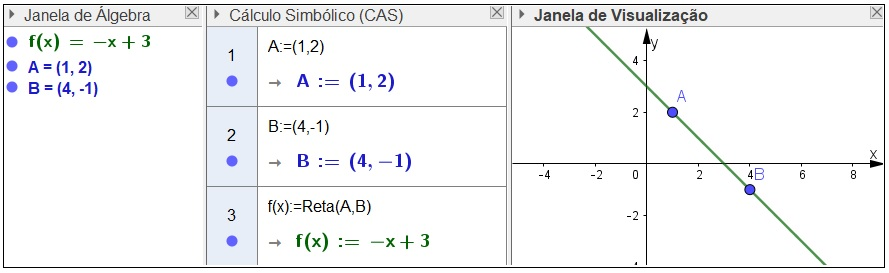 Janela de Álgebra
f(x) = −x + 3
A = (1, 2)
B = (4, -1)
Cálculo Simbólico (CAS)
1
A:=(1,2)
→ A := (1, 2)
2
B:=(4,-1)
→ B := (4, −1)
3
f(x):=Reta(A,B)
→ f(x) := −x + 3
Janela de Visualização
y
4
A
2
x
-4 -2 0 2 4 6 8
B
-2